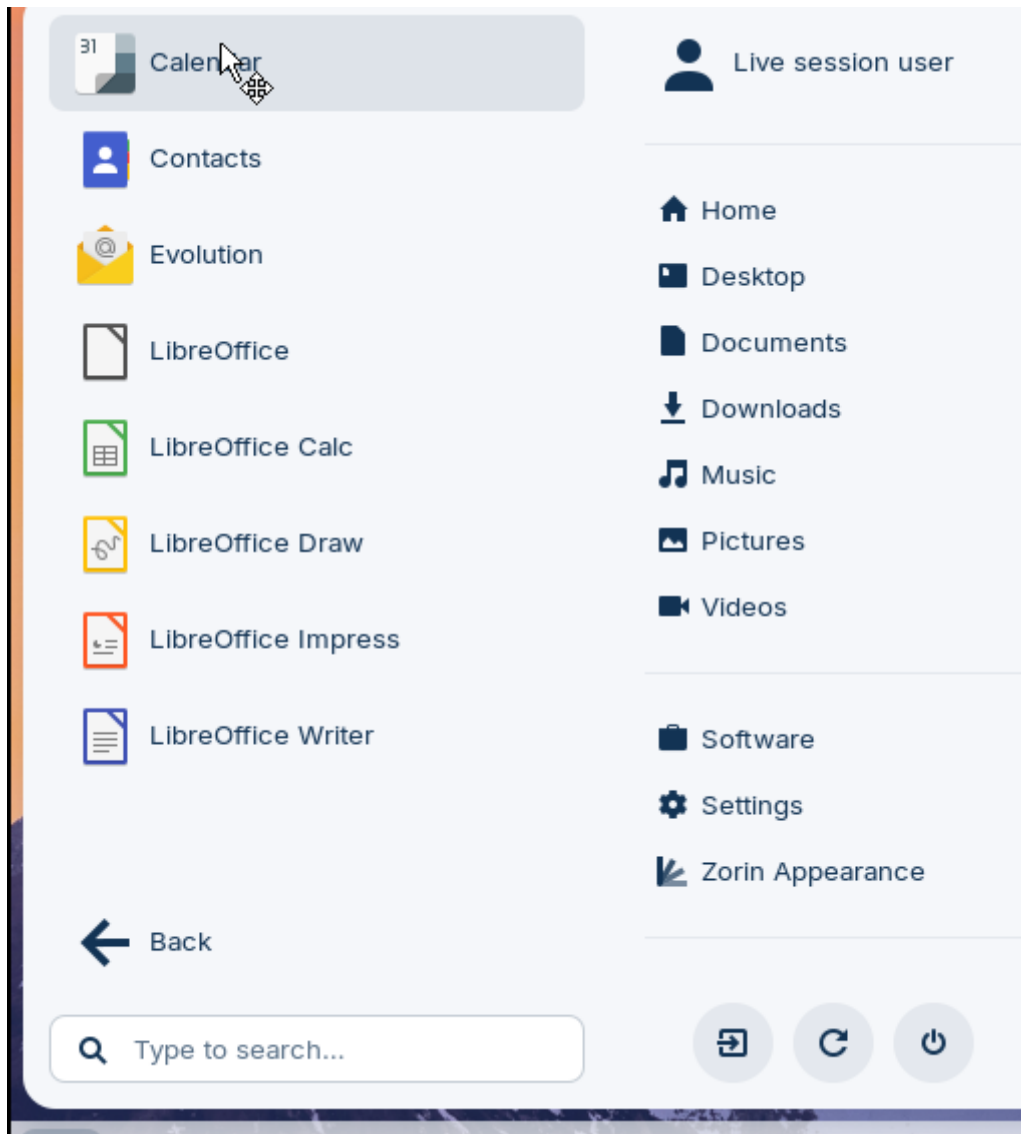 31
Calendar
Contacts
Evolution
LibreOffice
LibreOffice Calc
LibreOffice Draw
LibreOffice Impress
LibreOffice Writer
Back
Type to search...
Live session user
Home
Desktop
Documents
Downloads
Music
Pictures
Videos
Software
Settings
Zorin Appearance